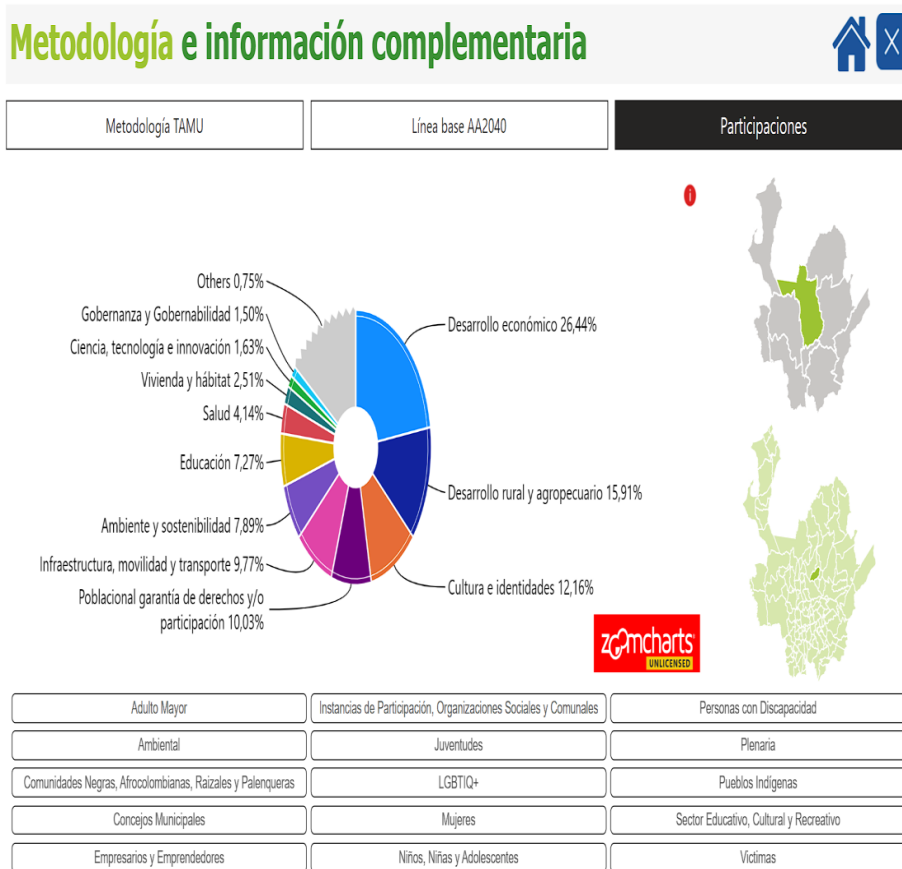 Metodología e información complementaria
Metodología TAMU
Línea base AA2040
Participaciones
i
Others 0,75%
Gobernanza y Gobernabilidad 1,50%
Ciencia, tecnología e innovación 1,63%
Vivienda y hábitat 2,51%
Salud 4,14%
Educación 7,27%
Ambiente y sostenibilidad 7,89%
Infraestructura, movilidad y transporte 9,77%
Poblacional garantía de derechos y/o
participación 10,03%
Desarrollo económico 26,44%
Desarrollo rural y agropecuario 15,91%
Cultura e identidades 12,16%
zoomcharts
UNLICENSED
Adulto Mayor
Instancias de Participación, Organizaciones Sociales y Comunales
Personas con Discapacidad
Ambiental
Juventudes
Plenaria
Comunidades Negras, Afrocolombianas, Raizales y Palenqueras
LGBTIQ+
Pueblos Indígenas
Concejos Municipales
Mujeres
Sector Educativo, Cultural y Recreativo
Empresarios y Emprendedores
Niños, Niñas y Adolescentes
Victimas